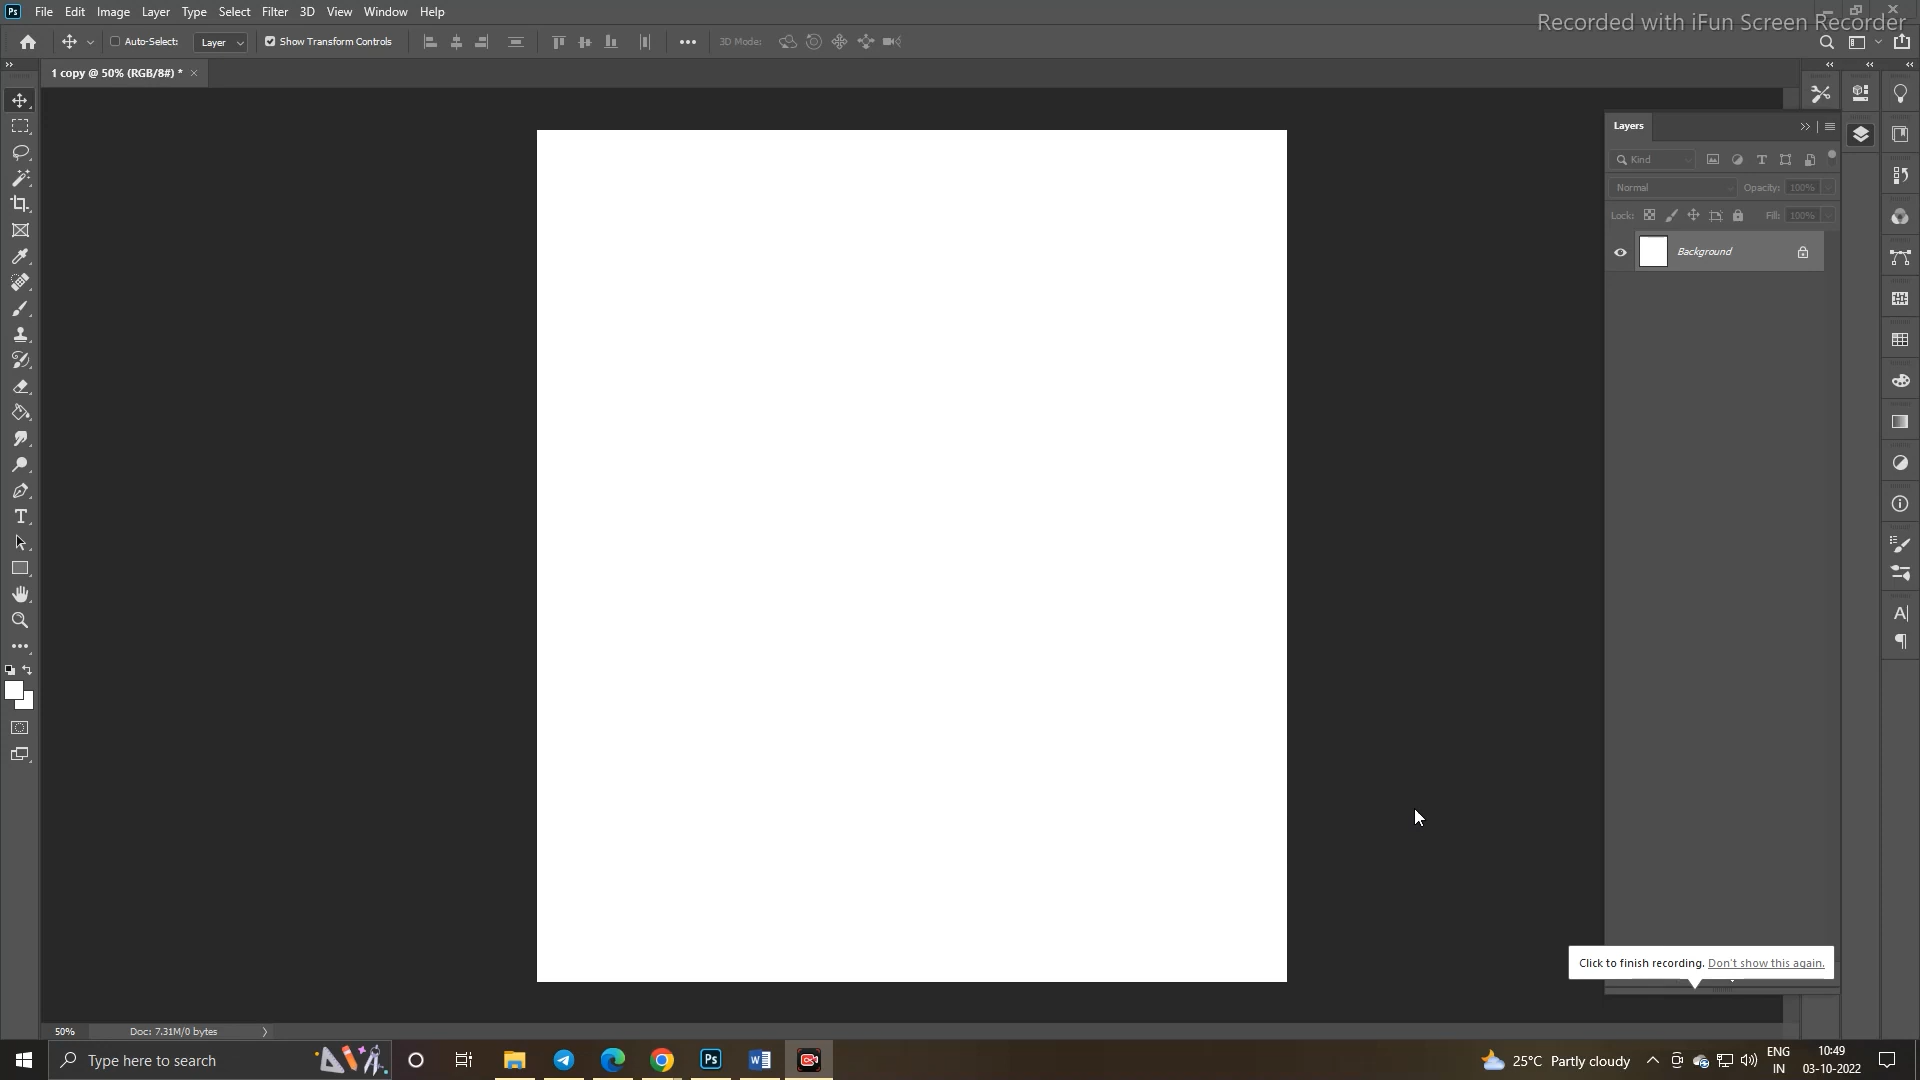 Ps File Edit Image Layer Type Select Filter 3D View Window Help
Recorded with iFun Screen Recorder
Auto-Select: Layer Show Transform Controls 3D Mode:
1 copy @ 50% (RGB/8#) *
Layers
Kind
Normal Opacity: 100%
Lock: Fill: 100%
Background
Click to finish recording. Don't show this again.
50% Doc: 7.31M/0 bytes
Type here to search
Ps
25°C Partly cloudy
ENG
IN
10:49
03-10-2022